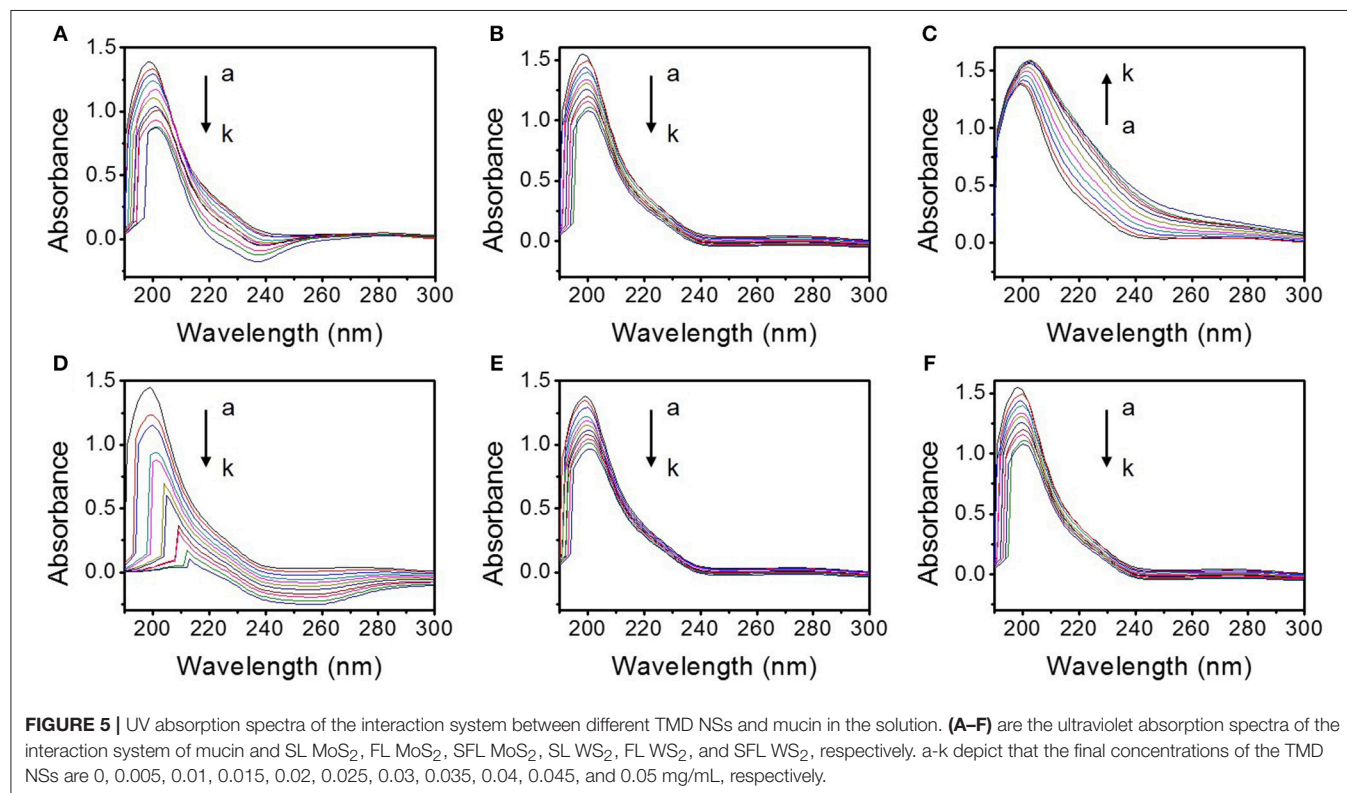 A
B
C
1.5
1.0
0.5
0.0
Absorbance
a
k
200 220 240 260 280 300
Wavelength (nm)
1.5
1.0
0.5
0.0
Absorbance
a
k
200 220 240 260 280 300
Wavelength (nm)
1.5
1.0
0.5
0.0
Absorbance
k
a
200 220 240 260 280 300
Wavelength (nm)
D
E
F
1.5
1.0
0.5
0.0
Absorbance
a
k
200 220 240 260 280 300
Wavelength (nm)
1.5
1.0
0.5
0.0
Absorbance
a
k
200 220 240 260 280 300
Wavelength (nm)
1.5
1.0
0.5
0.0
Absorbance
a
k
200 220 240 260 280 300
Wavelength (nm)
FIGURE 5 | UV absorption spectra of the interaction system between different TMD NSs and mucin in the solution. (A–F) are the ultraviolet absorption spectra of the
interaction system of mucin and SL MoS₂, FL MoS₂, SFL MoS₂, SL WS₂, FL WS₂, and SFL WS₂, respectively. a-k depict that the final concentrations of the TMD
NSs are 0, 0.005, 0.01, 0.015, 0.02, 0.025, 0.03, 0.035, 0.04, 0.045, and 0.05 mg/mL, respectively.